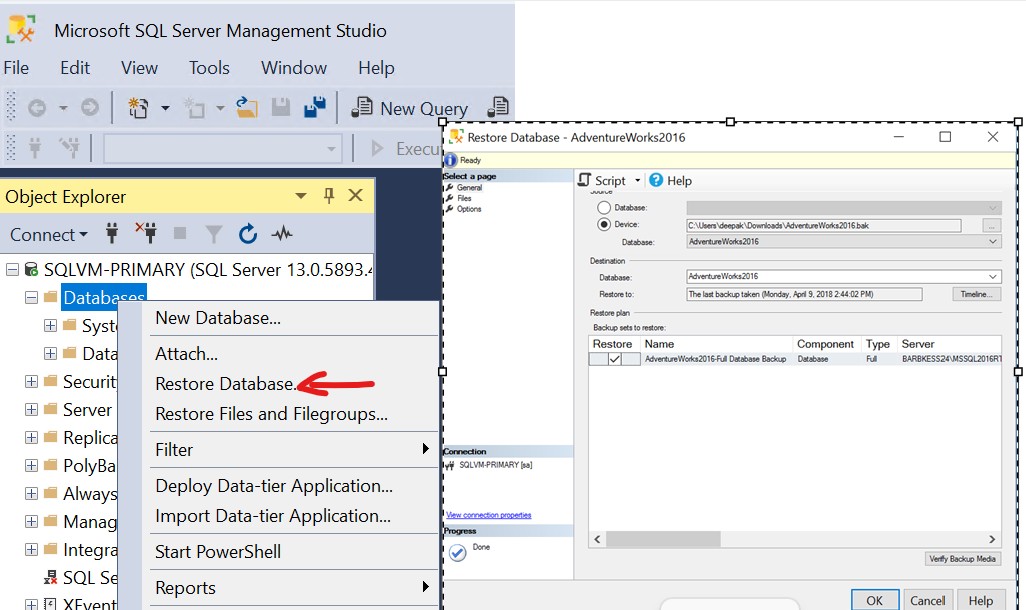 Microsoft SQL Server Management Studio
File Edit View Tools Window Help
New Query
Execu
Object Explorer
Connect
SQLVM-PRIMARY (SQL Server 13.0.5893.4
Databases
Syst
Data
Securit
Server
Replica
PolyBa
Always
Manag
Integra
SQL Se
XEvent
New Database...
Attach...
Restore Database.
Restore Files and Filegroups...
Filter
Deploy Data-tier Application...
Import Data-tier Application...
Start PowerShell
Reports
Restore Database - AdventureWorks2016
Ready
Select a page
General
Files
Options
Connection
SQLVM-PRIMARY [sa]
View connection properties
Progress
Done
Script Help
Source
Database:
Device: C:\Users\deepak\Downloads\AdventureWorks2016.bak ...
Database: AdventureWorks2016
Destination
Database: AdventureWorks2016
Restore to: The last backup taken (Monday, April 9, 2018 2:44:02 PM) Timeline...
Restore plan
Backup sets to restore:
Restore Name Component Type Server
AdventureWorks2016-Full Database Backup Database Full BARBKESS24\MSSQL2016RT
Verify Backup Media
OK Cancel Help